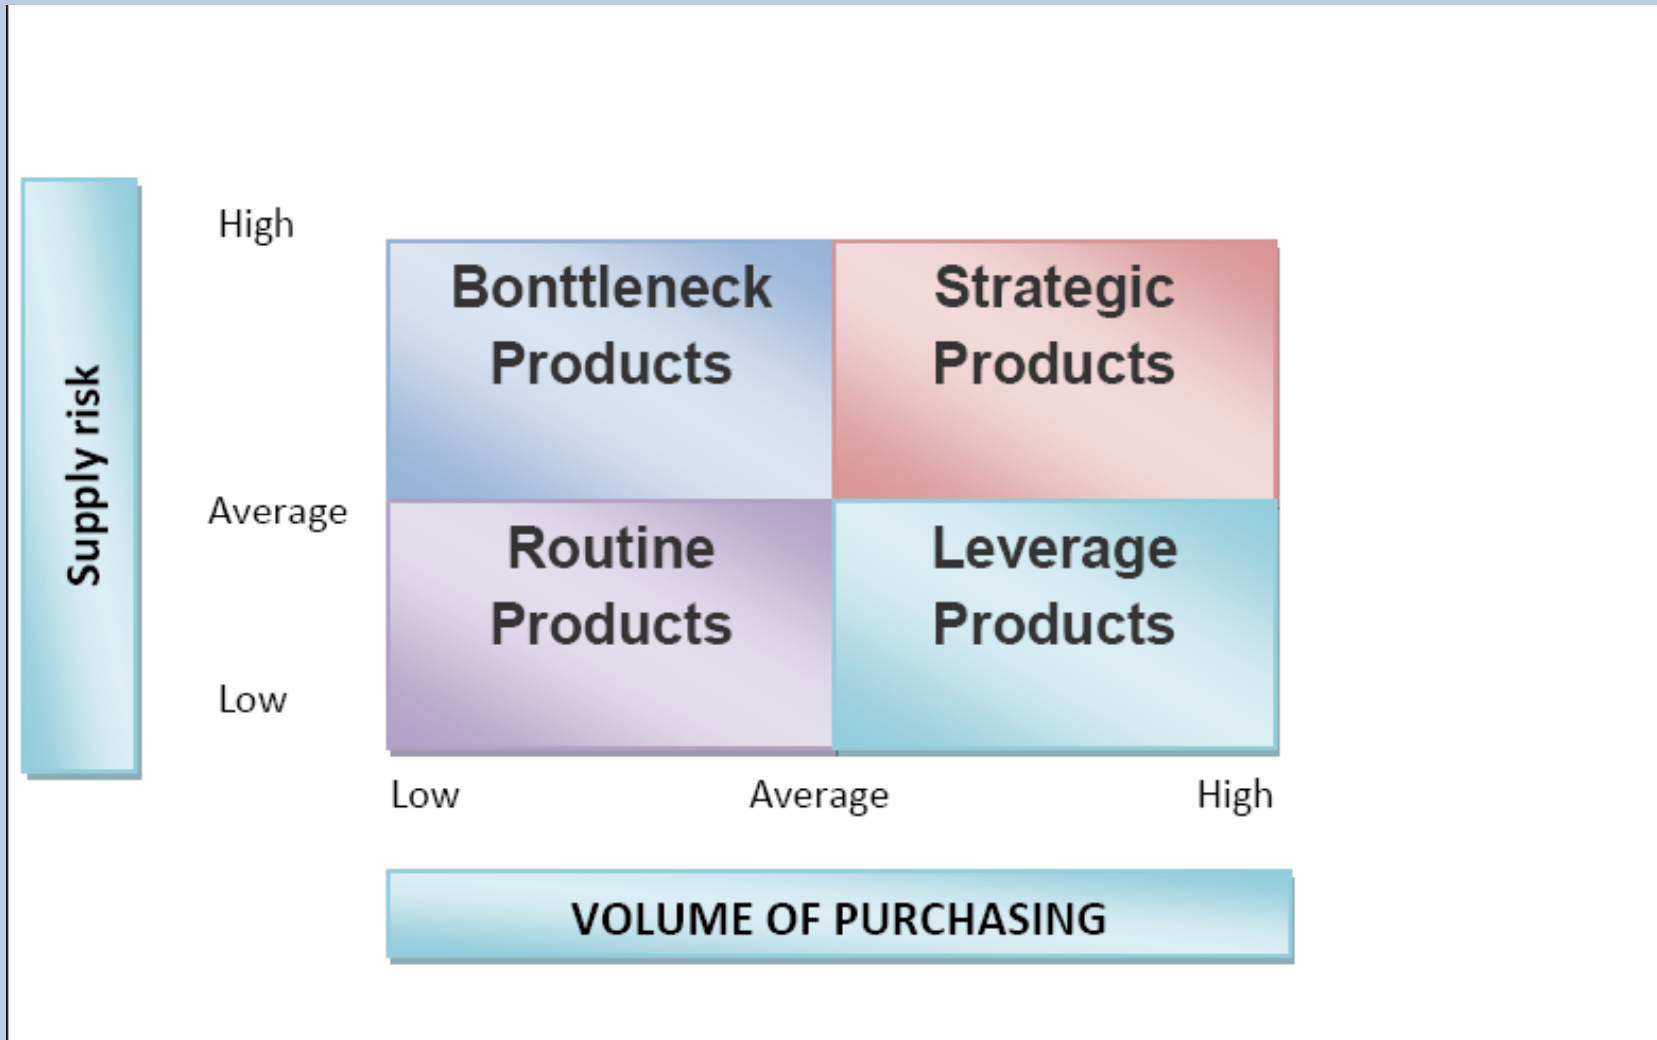 High
Bonttleneck
Products
Strategic
Products
Supply risk
Average
Routine
Products
Leverage
Products
Low
Low
Average
High
VOLUME OF PURCHASING